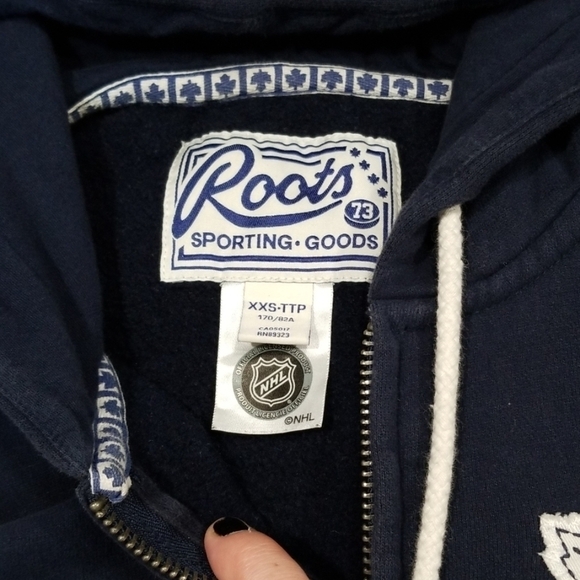 Roots
73
SPORTING · GOODS
XXS-TTP
170/82A
CA05017
RN89323
NHL
©NHL